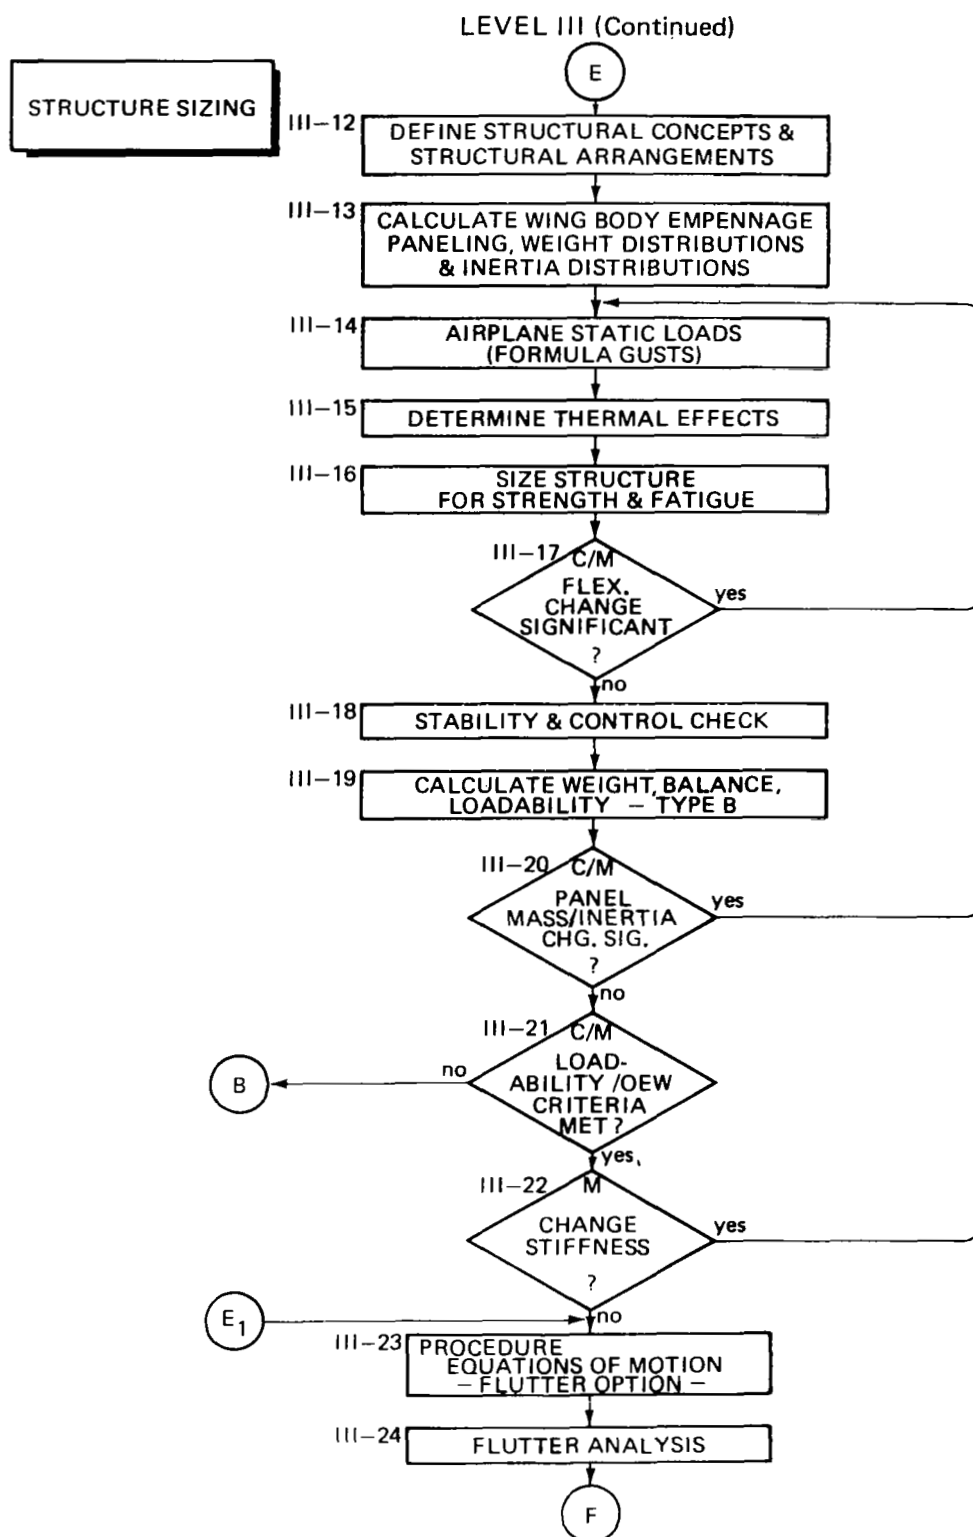 LEVEL III (Continued)
E
STRUCTURE SIZING
III-12
DEFINE STRUCTURAL CONCEPTS &
STRUCTURAL ARRANGEMENTS
III-13
CALCULATE WING BODY EMPENNAGE
PANELING, WEIGHT DISTRIBUTIONS
& INERTIA DISTRIBUTIONS
III-14
AIRPLANE STATIC LOADS
(FORMULA GUSTS)
III-15
DETERMINE THERMAL EFFECTS
III-16
SIZE STRUCTURE
FOR STRENGTH & FATIGUE
III-17
C/M
FLEX.
CHANGE
SIGNIFICANT
?
yes
no
III-18
STABILITY & CONTROL CHECK
III-19
CALCULATE WEIGHT, BALANCE,
LOADABILITY – TYPE B
III-20
C/M
PANEL
MASS/INERTIA
CHG. SIG.
?
yes
no
III-21
C/M
LOAD-
ABILITY /OEW
CRITERIA
MET ?
no
B
yes
III-22
M
CHANGE
STIFFNESS
?
yes
no
E1
III-23
PROCEDURE
EQUATIONS OF MOTION
– FLUTTER OPTION –
III-24
FLUTTER ANALYSIS
F